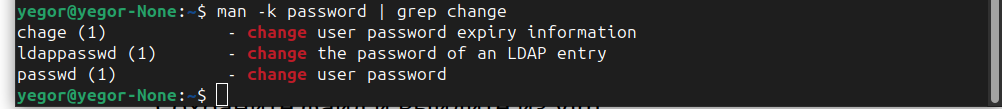 yegor@yegor-None:~$ man -k password | grep change
chage (1)            - change user password expiry information
ldappasswd (1)       - change the password of an LDAP entry
passwd (1)           - change user password
yegor@yegor-None:~$